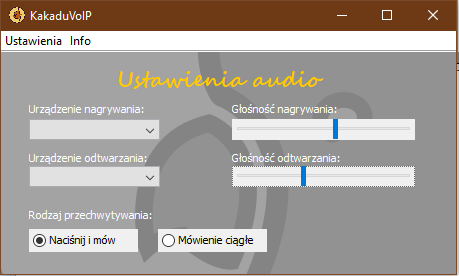 KakaduVoIP
Ustawienia Info
Ustawienia audio
Urządzenie nagrywania: Głośność nagrywania:
Urządzenie odtwarzania: Głośność odtwarzania:
Rodzaj przechwytywania:
Naciśnij i mów Mówienie ciągłe